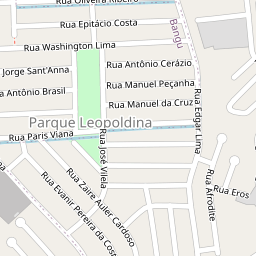 Rua Oliveira Ribeiro
Rua Epitácio Costa
Bangu
Rua Washington Lima
Jorge Sant'Anna
Rua Antônio Cerázio
Rua Manuel Peçanha
Antônio Brasil
Rua Manuel da Cruz
Rua Edgar Lima
Parque Leopoldina
Rua Paris Viana
Rua José Vilela
Rua Zaire Auler Cardoso
Rua Evanir Pereira da Cos
Rua Afrodite
Rua Eros